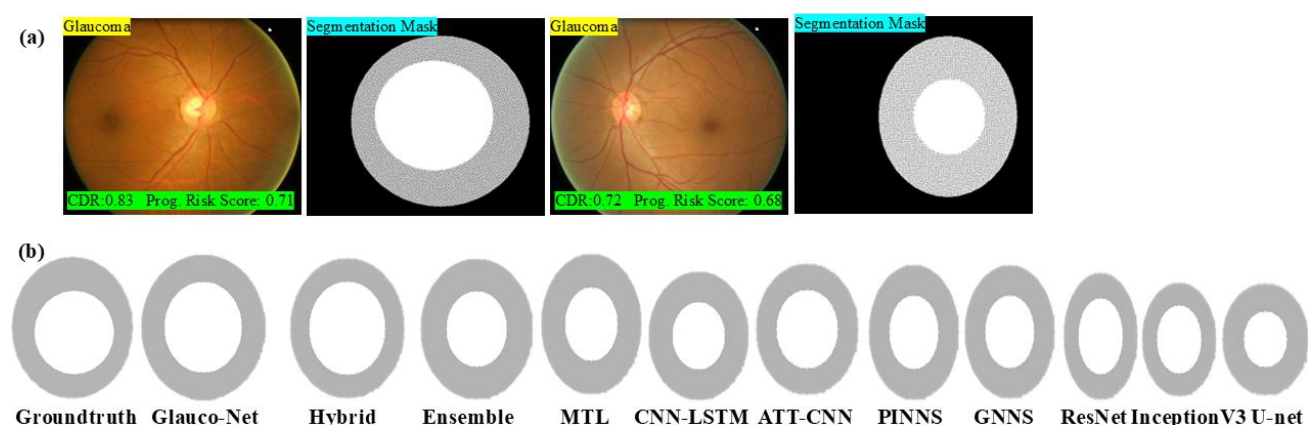 (a)
Glaucoma
Segmentation Mask
Glaucoma
Segmentation Mask
CDR:0.83 Prog. Risk Score: 0.71
CDR:0.72 Prog. Risk Score: 0.68
(b)
Groundtruth Glauco-Net Hybrid Ensemble MTL CNN-LSTM ATT-CNN PINNS GNNS ResNet InceptionV3 U-net